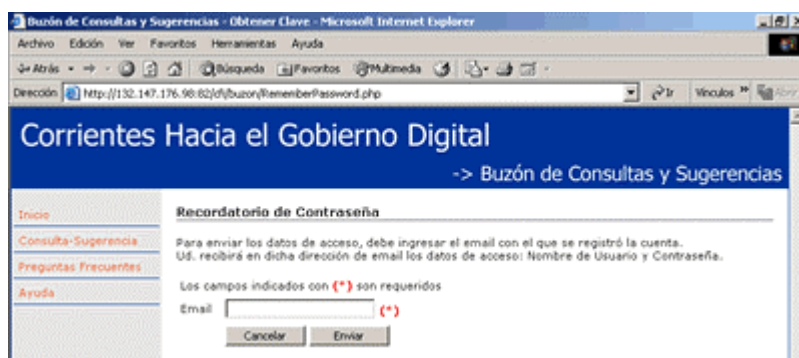 Buzón de Consultas y Sugerencias - Obtener Clave - Microsoft Internet Explorer
Archivo Edición Ver Favoritos Herramientas Ayuda
Atrás Búsqueda Favoritos Multimedia
Dirección http://132.147.176.98:82/cfi/buzon/RememberPassword.php Ir Vínculos »
Corrientes Hacia el Gobierno Digital
-> Buzón de Consultas y Sugerencias
Inicio
Consulta-Sugerencia
Preguntas Frecuentes
Ayuda
Recordatorio de Contraseña
Para enviar los datos de acceso, debe ingresar el email con el que se registró la cuenta.
Ud. recibirá en dicha dirección de email los datos de acceso: Nombre de Usuario y Contraseña.
Los campos indicados con (*) son requeridos
Email (*)
Cancelar Enviar